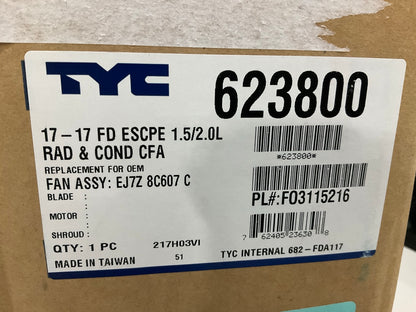 TYC
623800
17-17 FD ESCPE 1.5/2.0L
RAD & COND CFA
*623800*
REPLACEMENT FOR OEM
FAN ASSY: EJ7Z 8C607 C
BLADE :
PL#:FO3115216
MOTOR :
SHROUD :
7 62405 23630 8
QTY: 1 PC 217H03VI
TYC INTERNAL 682-FDA117
MADE IN TAIWAN 51